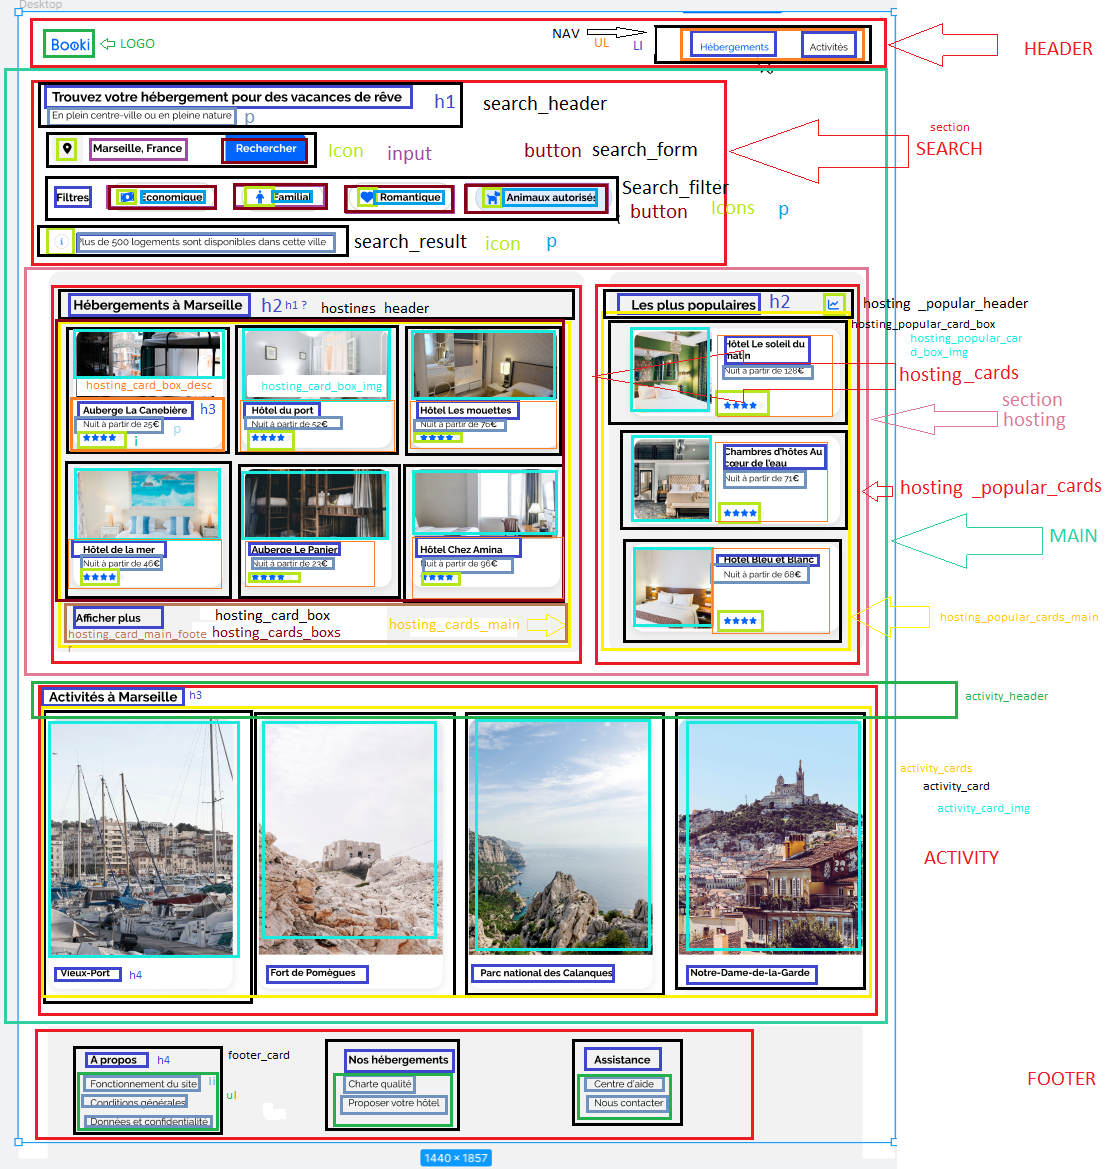 Desktop
Booki
LOGO
NAV
UL
LI
Hébergements
Activités
HEADER
Trouvez votre hébergement pour des vacances de rêve
h1
search_header
En plein centre-ville ou en pleine nature
p
section
SEARCH
Marseille, France
Rechercher
Icon
input
button
search_form
Filtres
Économique
Familial
Romantique
Animaux autorisés
Search_filter
button
Icons
p
Plus de 500 logements sont disponibles dans cette ville
search_result
icon
p
Hébergements à Marseille
h2
h1 ?
hostings_header
Les plus populaires
h2
hosting _popular_header
hosting_popular_card_box
hosting_popular_car
d_box_img
hosting_cards
hosting_card_box_desc
hosting_card_box_img
Hôtel Le soleil du
matin
Nuit à partir de 128€
Auberge La Canebière
h3
Nuit à partir de 25€
p
i
Hôtel du port
Nuit à partir de 52€
Hôtel Les mouettes
Nuit à partir de 76€
section
hosting
Chambres d'hôtes Au
cœur de l'eau
Nuit à partir de 71€
hosting _popular_cards
MAIN
Hôtel de la mer
Nuit à partir de 46€
Auberge Le Panier
Nuit à partir de 23€
Hôtel Chez Amina
Nuit à partir de 96€
Hôtel Bleu et Blanc
Nuit à partir de 68€
Afficher plus
hosting_card_box
hosting_card_main_foote
r
hosting_cards_boxs
hosting_cards_main
hosting_popular_cards_main
Activités à Marseille
h3
activity_header
activity_cards
activity_card
activity_card_img
ACTIVITY
Vieux-Port
h4
Fort de Pomègues
Parc national des Calanques
Notre-Dame-de-la-Garde
A propos
h4
footer_card
Fonctionnement du site
li
Conditions générales
ul
Données et confidentialité
Nos hébergements
Charte qualité
Proposer votre hôtel
Assistance
Centre d'aide
Nous contacter
FOOTER
1440 × 1857